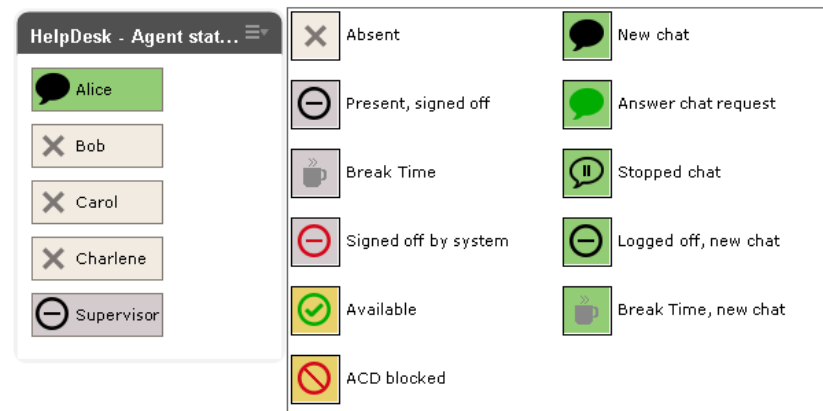 HelpDesk - Agent stat...
Alice
Bob
Carol
Charlene
Supervisor
Absent
Present, signed off
Break Time
Signed off by system
Available
ACD blocked
New chat
Answer chat request
Stopped chat
Logged off, new chat
Break Time, new chat